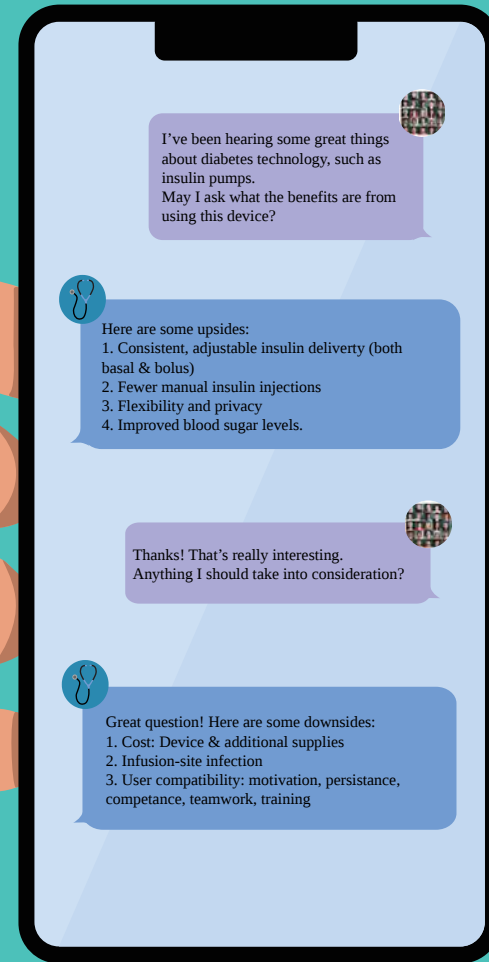 I’ve been hearing some great things
about diabetes technology, such as
insulin pumps.
May I ask what the benefits are from
using this device?
Here are some upsides:
1. Consistent, adjustable insulin deliverty (both
basal & bolus)
2. Fewer manual insulin injections
3. Flexibility and privacy
4. Improved blood sugar levels.
Thanks! That’s really interesting.
Anything I should take into consideration?
Great question! Here are some downsides:
1. Cost: Device & additional supplies
2. Infusion-site infection
3. User compatibility: motivation, persistance,
competance, teamwork, training